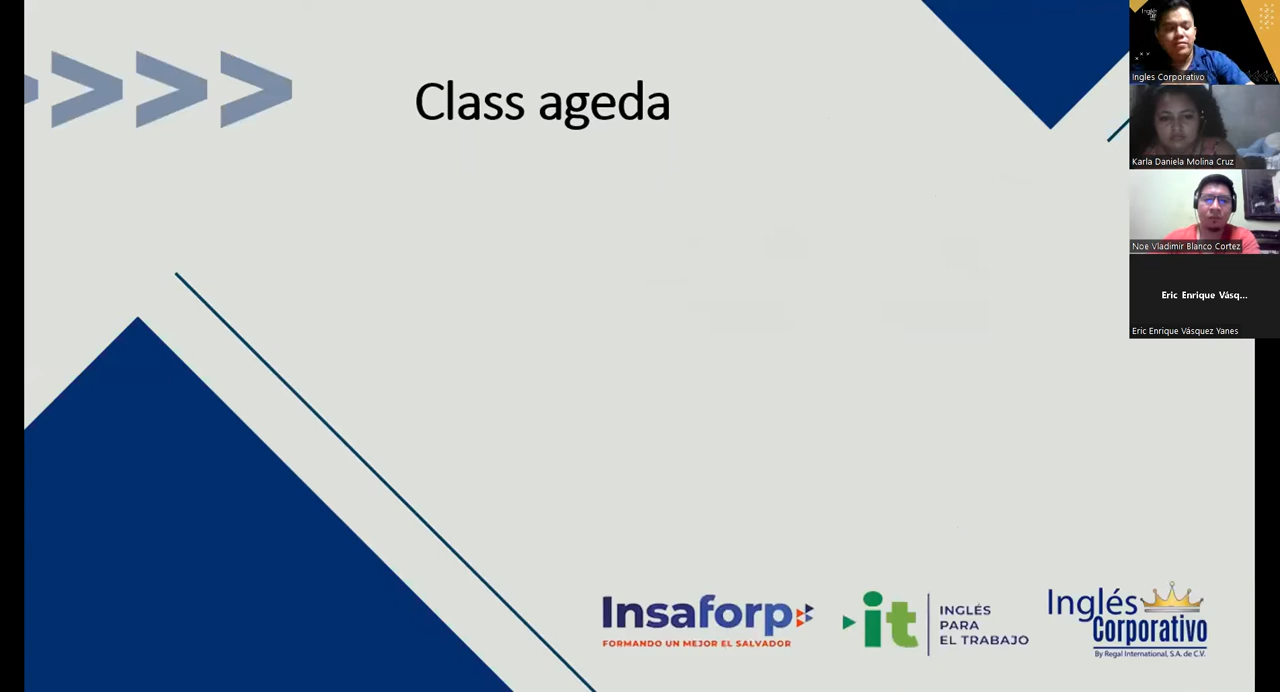 Class ageda
Ingles Corporativo
Karla Daniela Molina Cruz
Noe Vladimir Blanco Cortez
Eric Enrique Vásq...
Eric Enrique Vásquez Yanes
Insaforp
FORMANDO UN MEJOR EL SALVADOR
it
INGLÉS
PARA
EL TRABAJO
Inglés
Corporativo
By Regal International, S.A. de C.V.